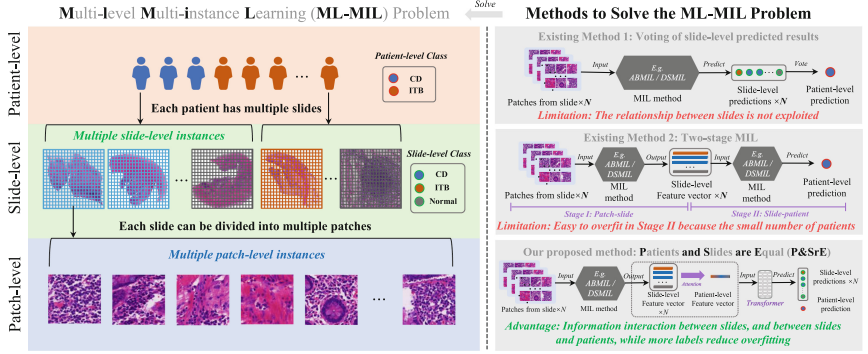 Multi-level Multi-instance Learning (ML-MIL) Problem
Solve
Methods to Solve the ML-MIL Problem
Patient-level
Patient-level Class
CD
ITB
...
Each patient has multiple slides
Slide-level
Multiple slide-level instances
Slide-level Class
CD
ITB
Normal
...
Each slide can be divided into multiple patches
Patch-level
Multiple patch-level instances
...
Existing Method 1: Voting of slide-level predicted results
Input
E.g.
ABMIL / DSMIL
Predict
Vote
Patches from slide×N
MIL method
Slide-level
predictions ×N
Patient-level
prediction
Limitation: The relationship between slides is not exploited
Existing Method 2: Two-stage MIL
Input
E.g.
ABMIL /
DSMIL
Output
Input
E.g.
ABMIL /
DSMIL
Predict
Patches from slide×N
MIL method
Slide-level
Feature vector ×N
MIL method
Patient-level
prediction
Stage I: Patch-slide
Stage II: Slide-patient
Limitation: Easy to overfit in Stage II because the small number of patients
Our proposed method: Patients and Slides are Equal (P&SrE)
Input
E.g.
ABMIL /
DSMIL
Output
Attention
Input
Predict
Slide-level
predictions ×N
Patches from slide×N
MIL method
Slide-level
Feature vector
×N
Patient-level
Feature vector
Transformer
Patient-level
prediction
Advantage: Information interaction between slides, and between slides
and patients, while more labels reduce overfitting